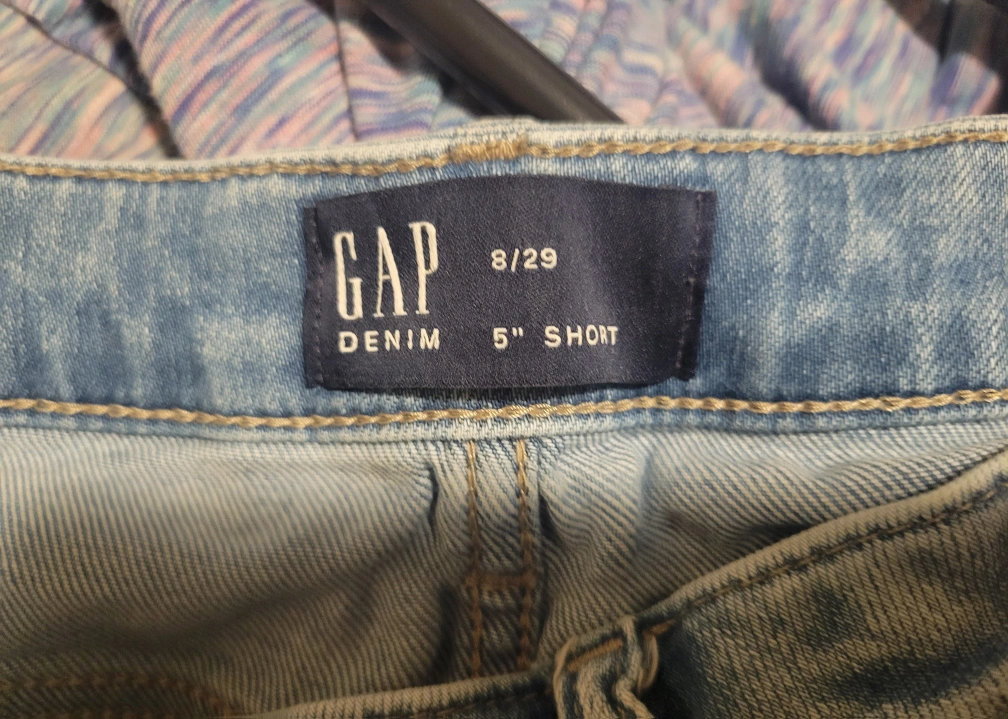 GAP
DENIM
8/29
5" SHORT